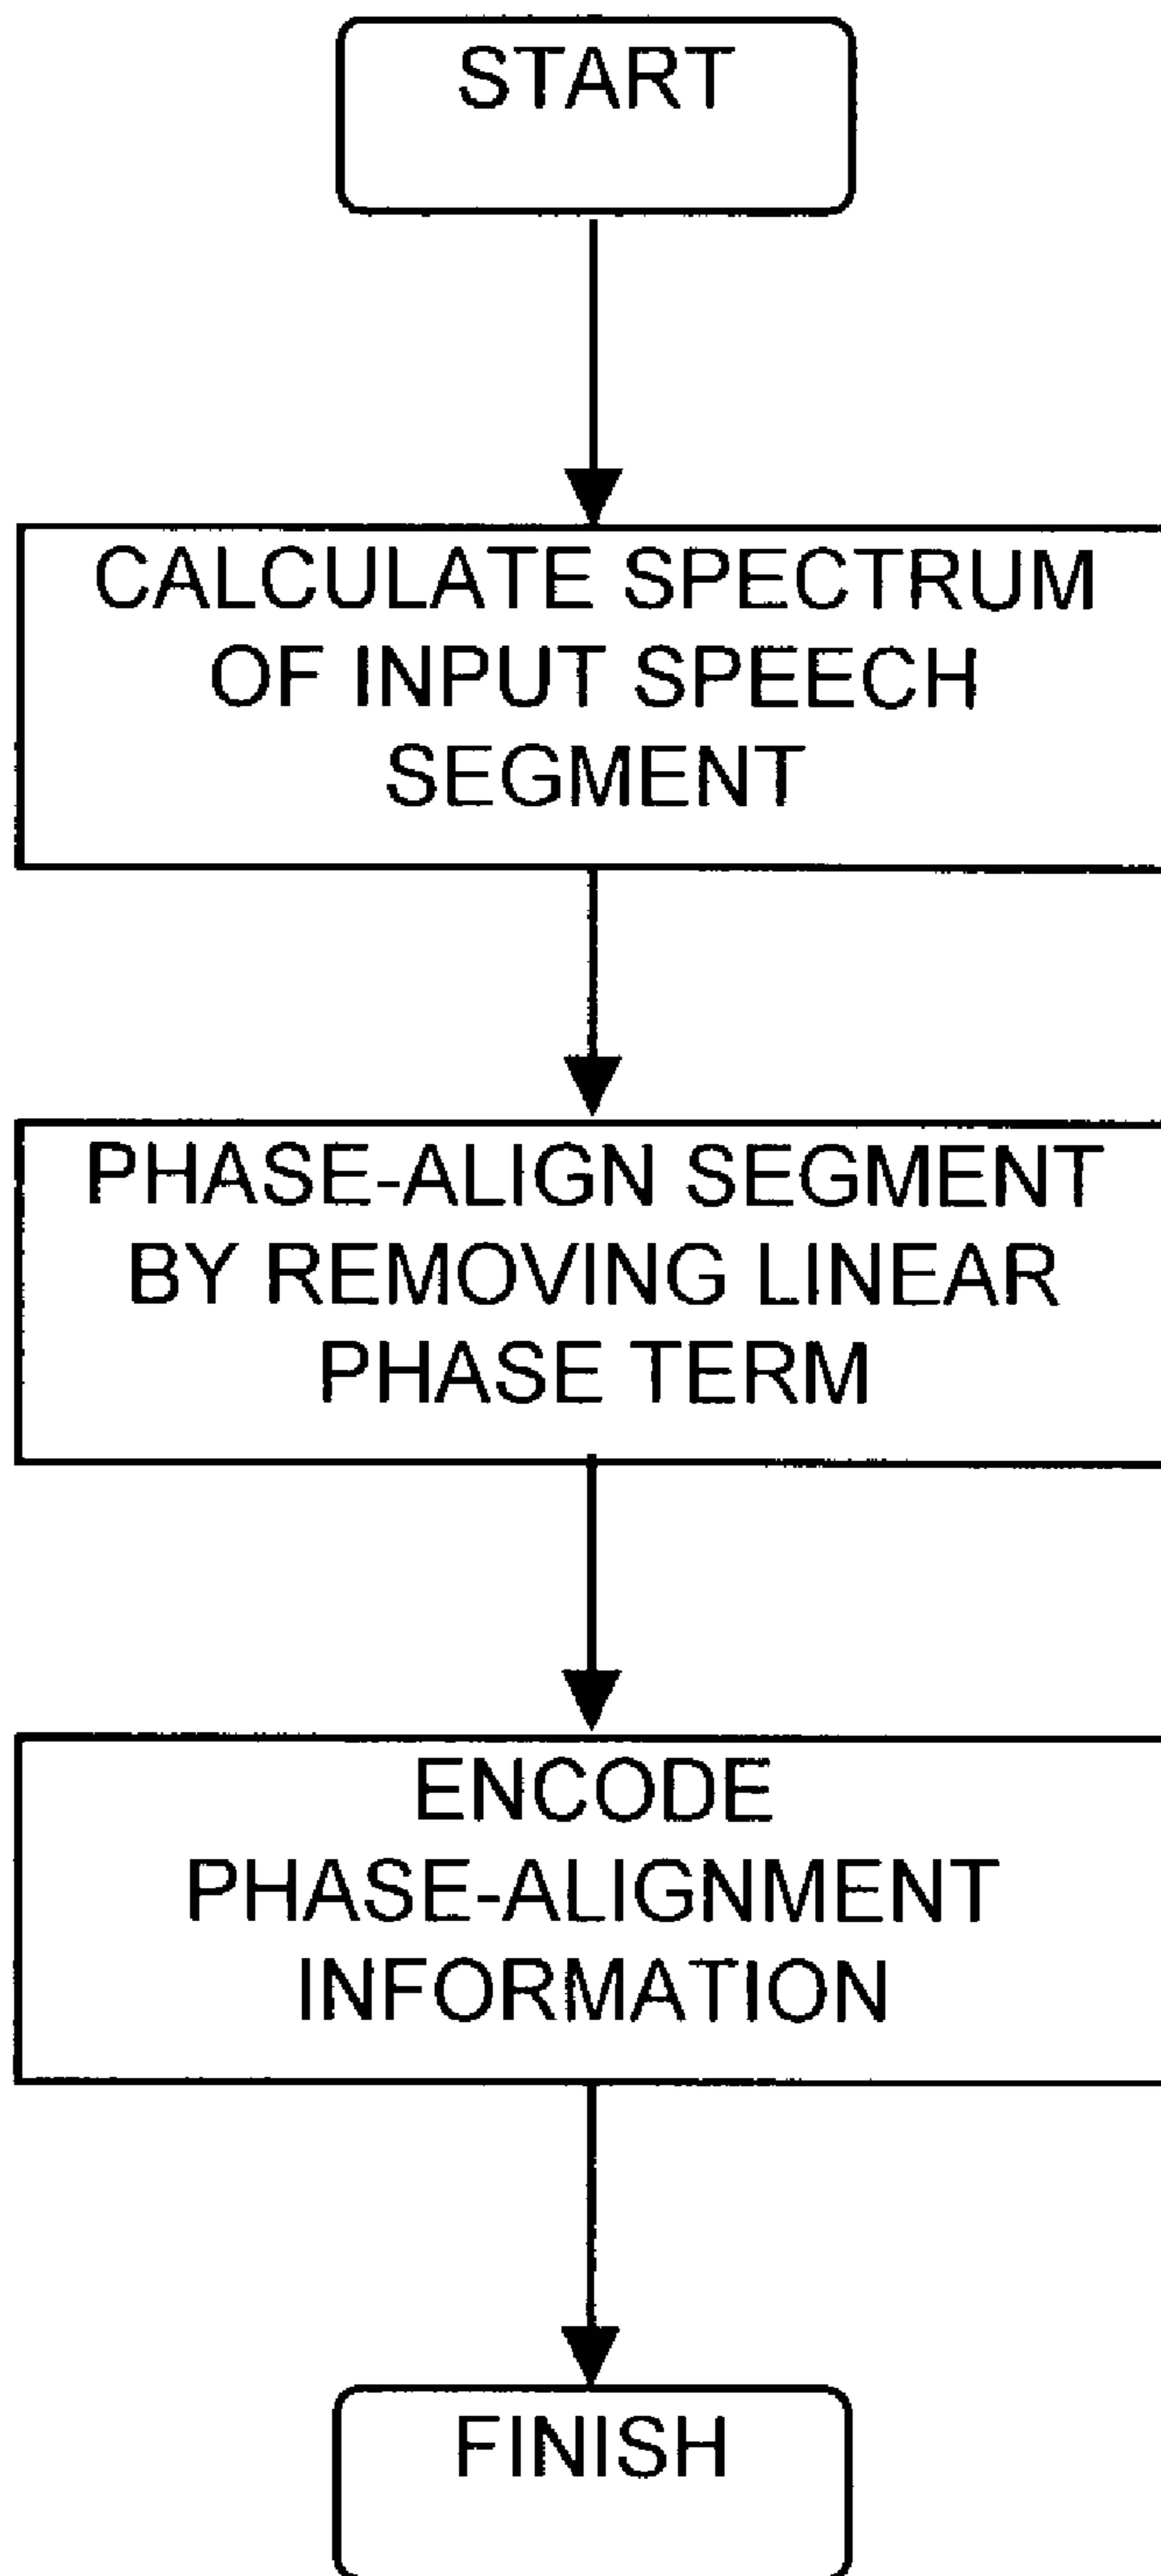 START
CALCULATE SPECTRUM
OF INPUT SPEECH
SEGMENT
PHASE-ALIGN SEGMENT
BY REMOVING LINEAR
PHASE TERM
ENCODE
PHASE-ALIGNMENT
INFORMATION
FINISH